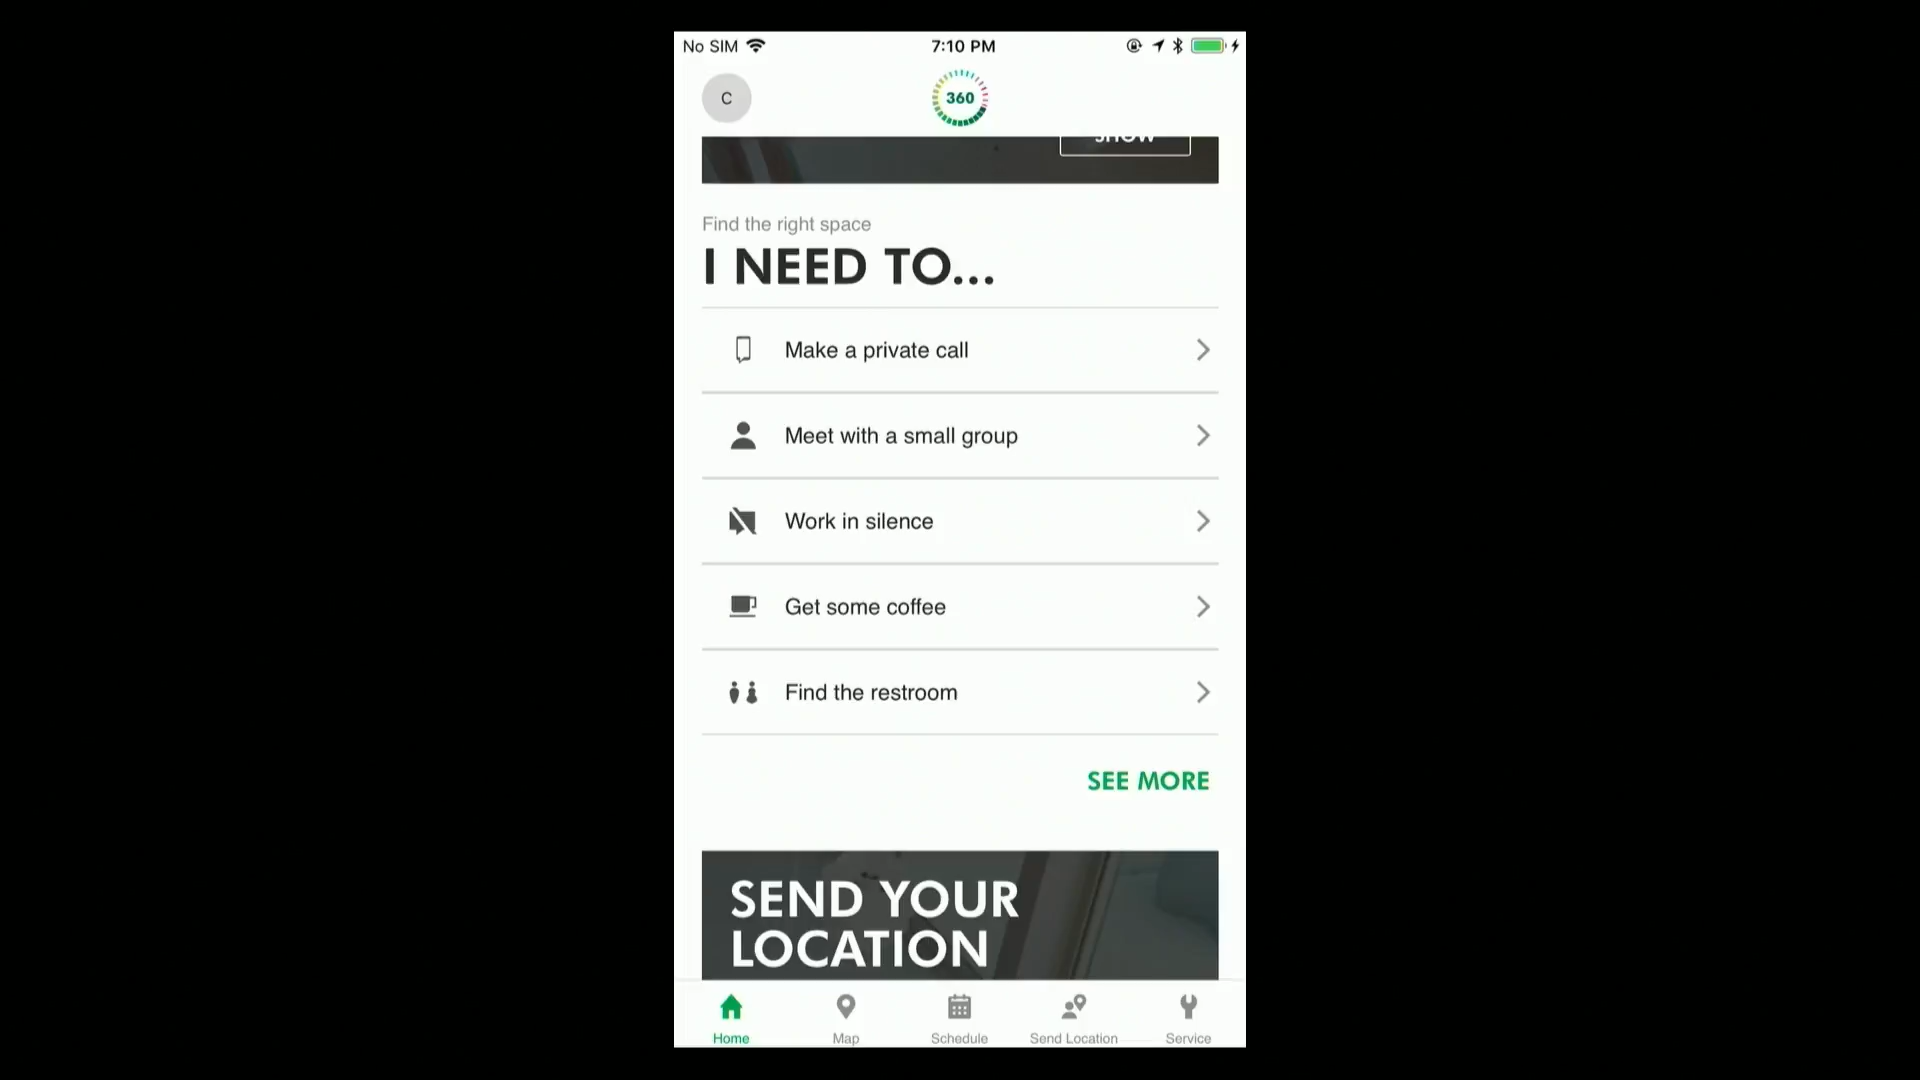 No SIM 7:10 PM
C
360
SHOW
Find the right space
I NEED TO...
Make a private call
Meet with a small group
Work in silence
Get some coffee
Find the restroom
SEE MORE
SEND YOUR
LOCATION
Home Map Schedule Send Location Service